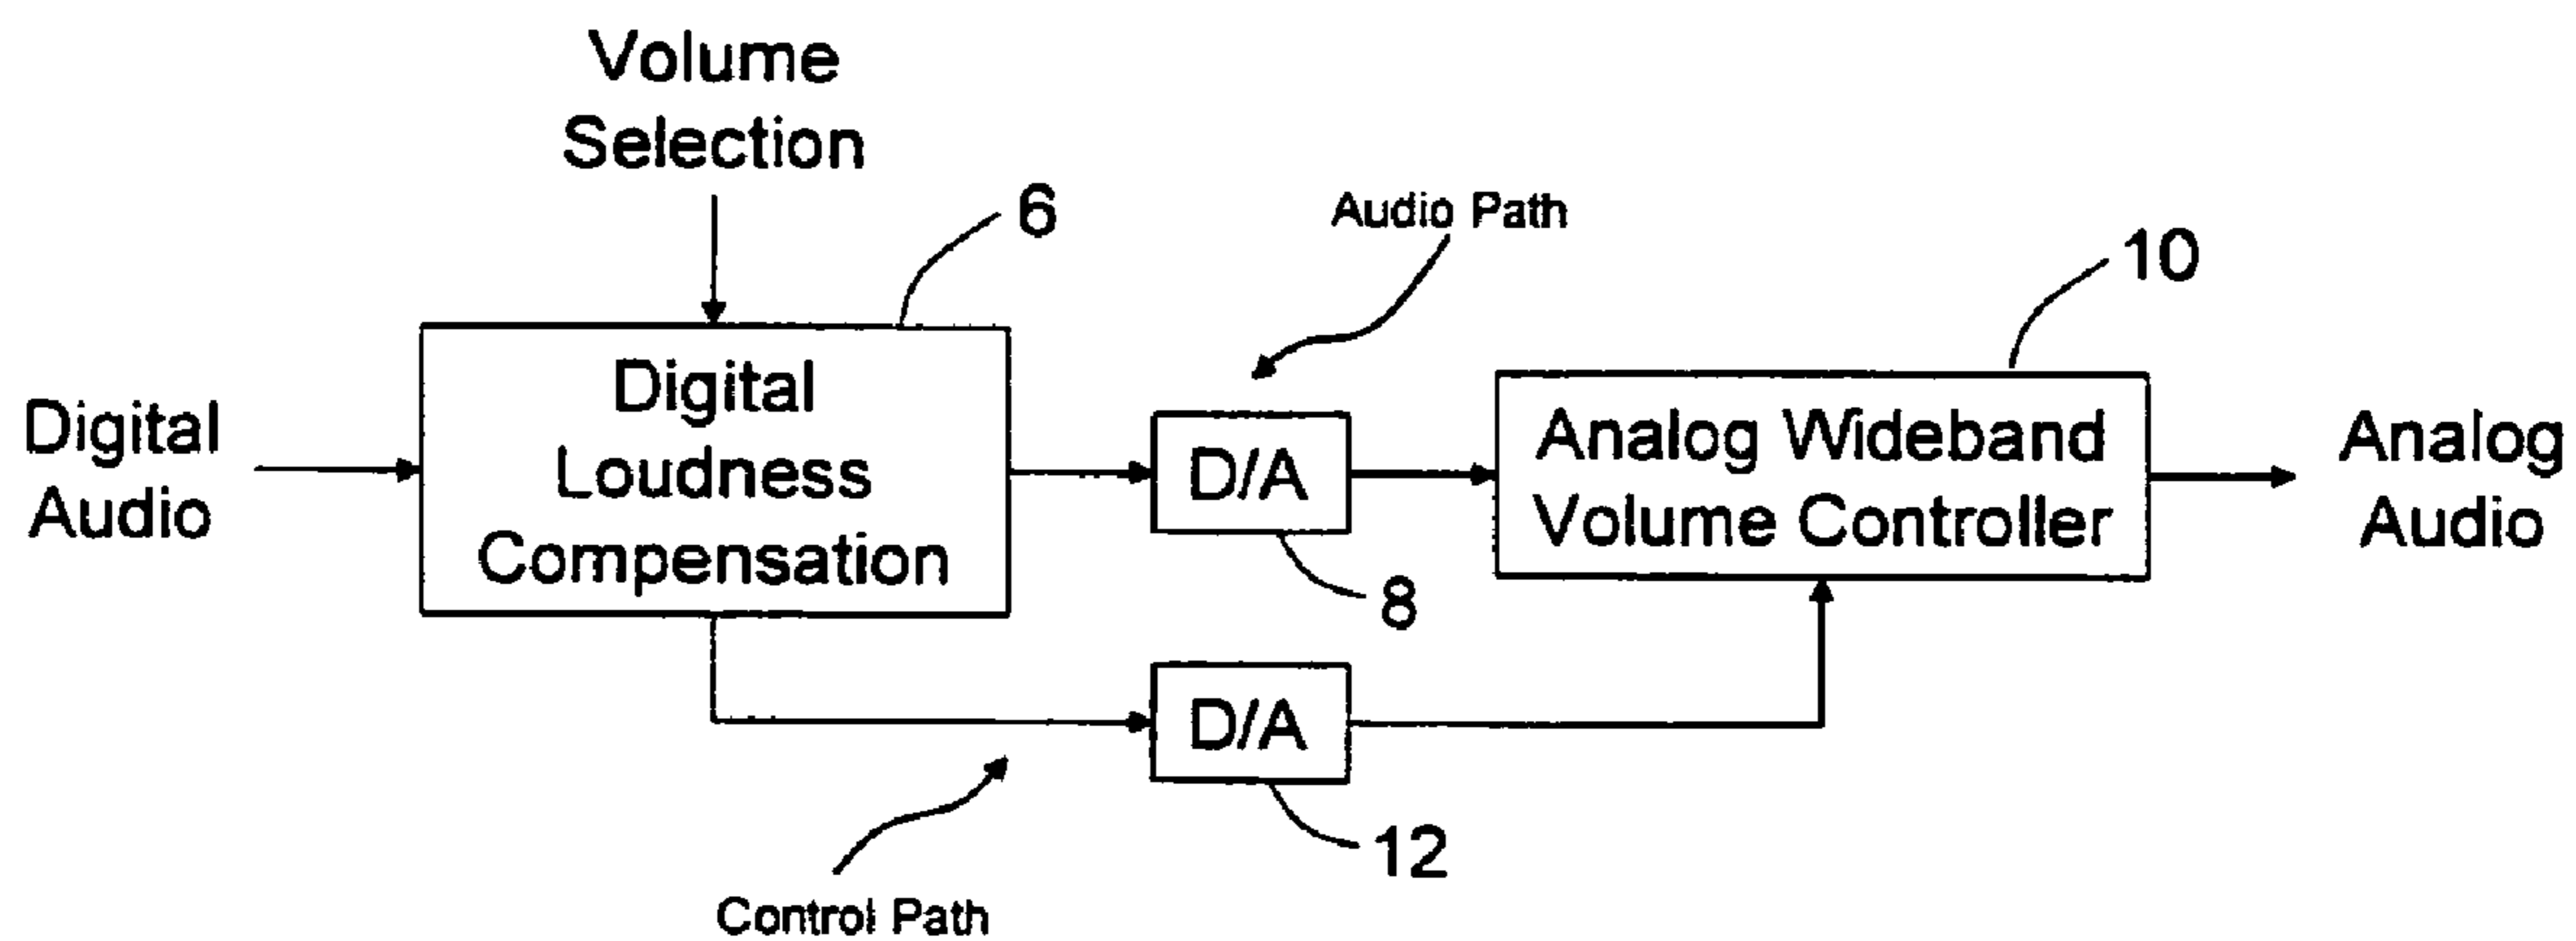 Volume
Selection
6
Audio Path
10
Digital
Audio
Digital
Loudness
Compensation
D/A
8
Analog Wideband
Volume Controller
Analog
Audio
D/A
12
Control Path